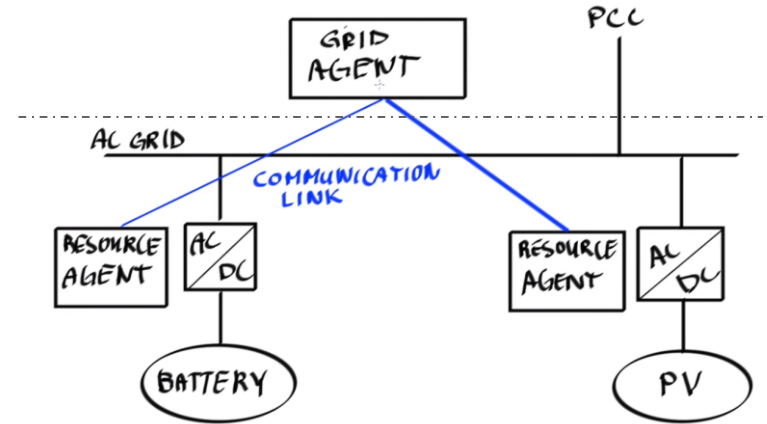 GRID
AGENT
PCC
AC GRID
COMMUNICATION
LINK
RESOURCE
AGENT
AC
DC
RESOURCE
AGENT
AC
DC
BATTERY
PV